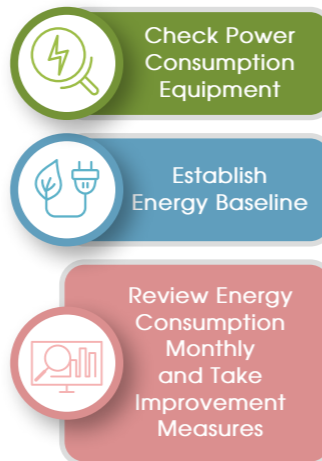 Check Power
Consumption
Equipment
Establish
Energy Baseline
Review Energy
Consumption
Monthly
and Take
Improvement
Measures